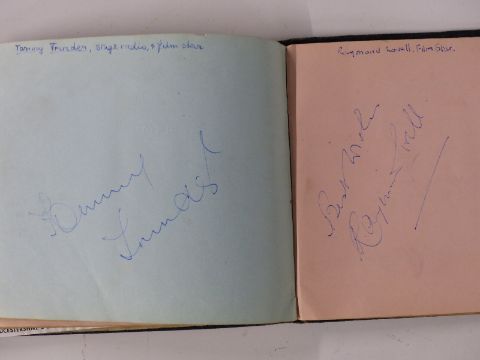 Tommy Trinder, Stage radio, & film star
Tommy
Trinder
Raymond Lovell, Film Star.
Best Wishes
Raymond Lovell